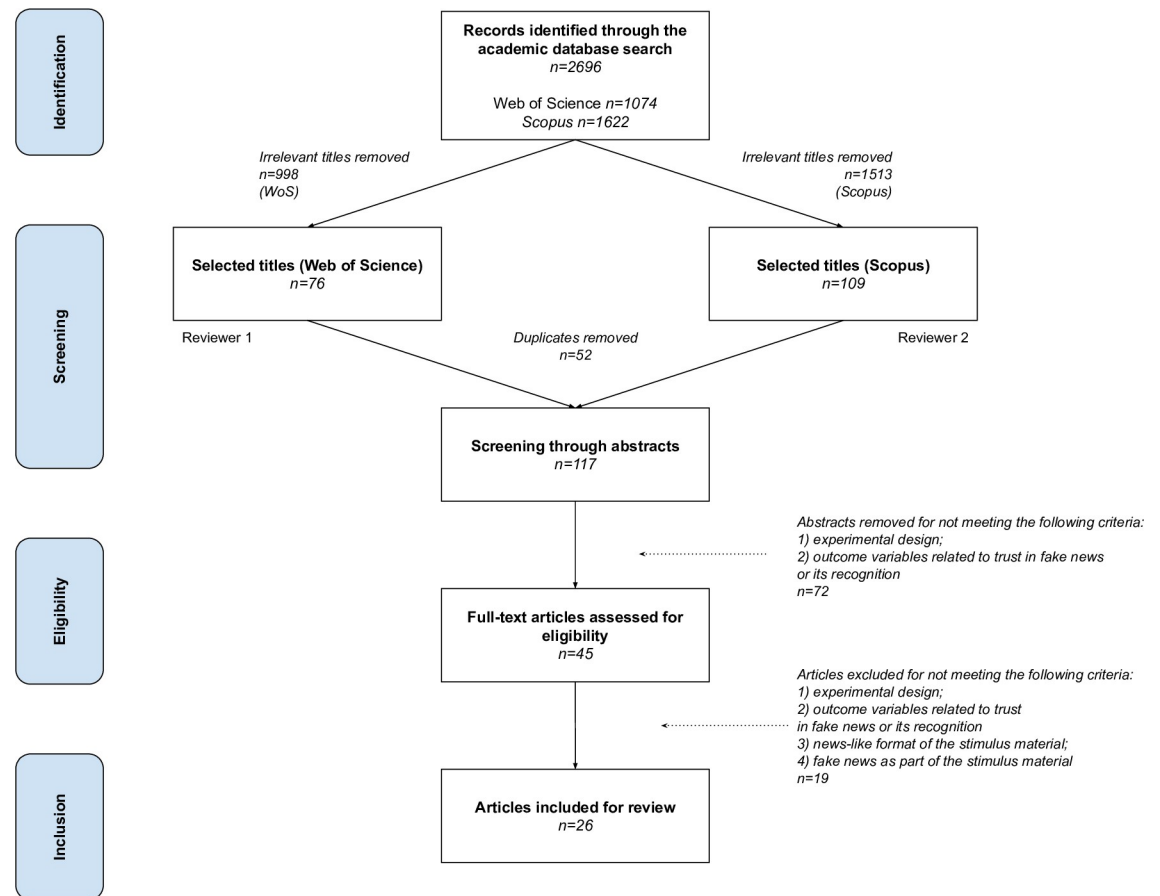 Identification
Records identified through the
academic database search
n=2696
Web of Science n=1074
Scopus n=1622
Irrelevant titles removed
n=998
(WoS)
Irrelevant titles removed
n=1513
(Scopus)
Screening
Selected titles (Web of Science)
n=76
Selected titles (Scopus)
n=109
Reviewer 1
Duplicates removed
n=52
Reviewer 2
Screening through abstracts
n=117
Abstracts removed for not meeting the following criteria:
1) experimental design;
2) outcome variables related to trust in fake news
or its recognition
n=72
Eligibility
Full-text articles assessed for
eligibility
n=45
Articles excluded for not meeting the following criteria:
1) experimental design;
2) outcome variables related to trust
in fake news or its recognition
3) news-like format of the stimulus material;
4) fake news as part of the stimulus material
n=19
Inclusion
Articles included for review
n=26